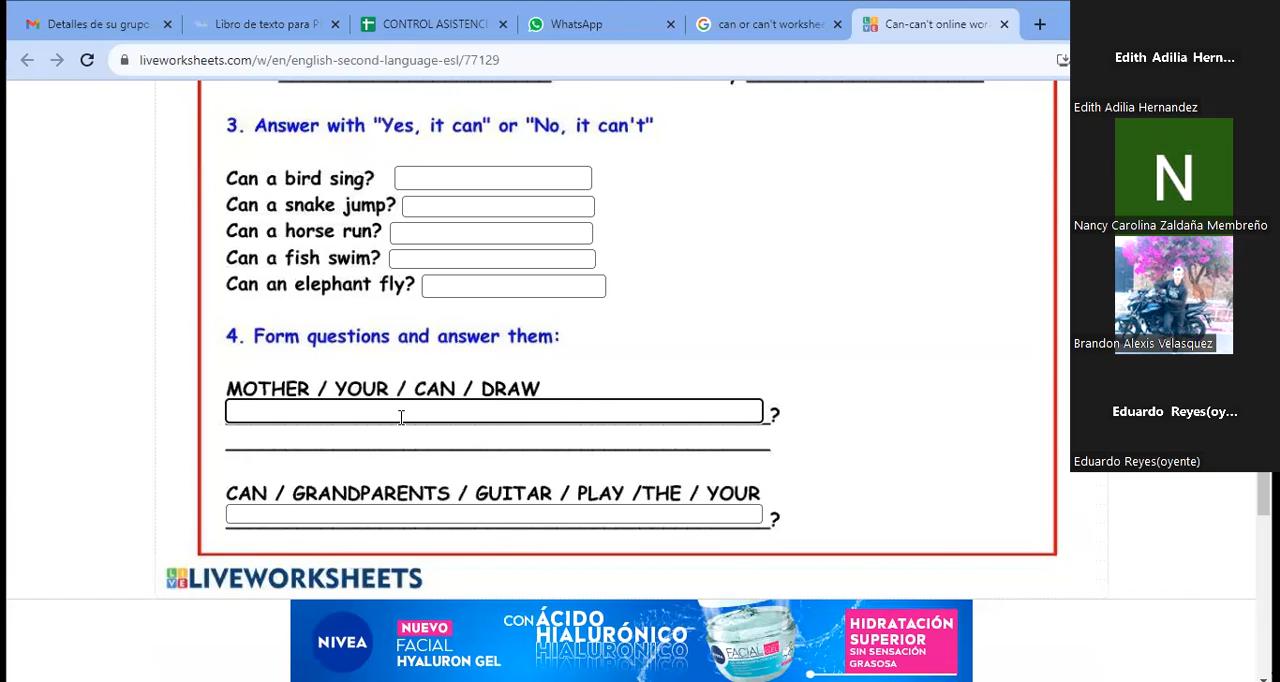 Detalles de su grupo
Libro de texto para P
CONTROL ASISTENCI
WhatsApp
can or can't workshee
Can-can't online wor
liveworksheets.com/w/en/english-second-language-esl/77129
3. Answer with "Yes, it can" or "No, it can't"
Can a bird sing?
Can a snake jump?
Can a horse run?
Can a fish swim?
Can an elephant fly?
4. Form questions and answer them:
MOTHER / YOUR / CAN / DRAW
?
CAN / GRANDPARENTS / GUITAR / PLAY /THE / YOUR
?
LIVEWORKSHEETS
NIVEA
NUEVO
FACIAL
HYALURON GEL
CON ÁCIDO
HIALURÓNICO
NIVEA
FACIAL
HIDRATACIÓN
SUPERIOR
SIN SENSACIÓN
GRASOSA
Edith Adilia Hern...
Edith Adilia Hernandez
N
Nancy Carolina Zaldaña Membreño
Brandon Alexis Velasquez
Eduardo Reyes(oy...
Eduardo Reyes(oyente)